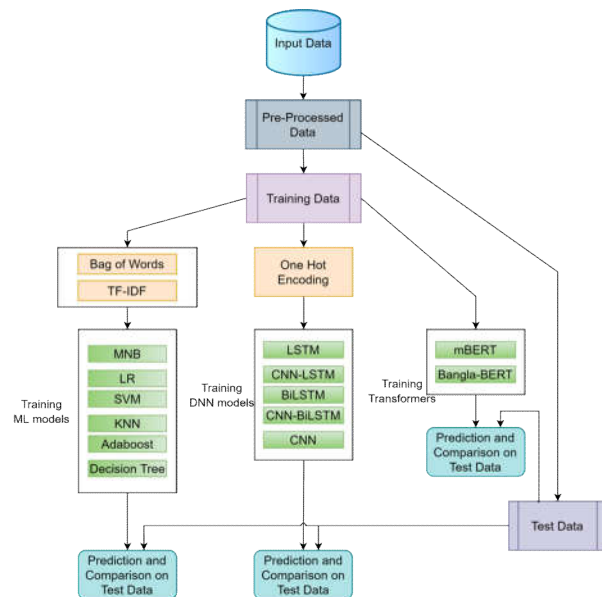 Input Data
Pre-Processed
Data
Training Data
Bag of Words
TF-IDF
One Hot
Encoding
MNB
LR
SVM
KNN
Adaboost
Decision Tree
Training
ML models
LSTM
CNN-LSTM
BiLSTM
CNN-BiLSTM
CNN
Training
DNN models
mBERT
Bangla-BERT
Training
Transformers
Prediction and
Comparison on
Test Data
Test Data
Prediction and
Comparison on
Test Data
Prediction and
Comparison on
Test Data